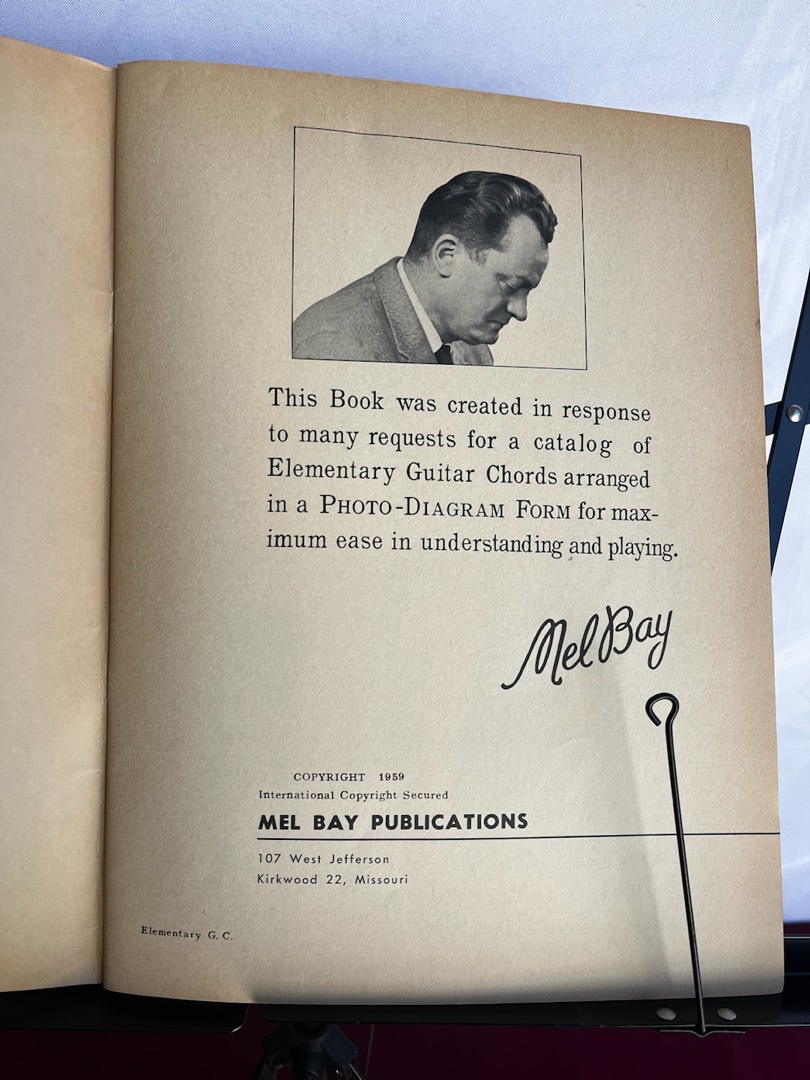 This Book was created in response
to many requests for a catalog of
Elementary Guitar Chords arranged
in a PHOTO-DIAGRAM FORM for max-
imum ease in understanding and playing.
Mel Bay
COPYRIGHT 1959
International Copyright Secured
MEL BAY PUBLICATIONS
107 West Jefferson
Kirkwood 22, Missouri
Elementary G. C.